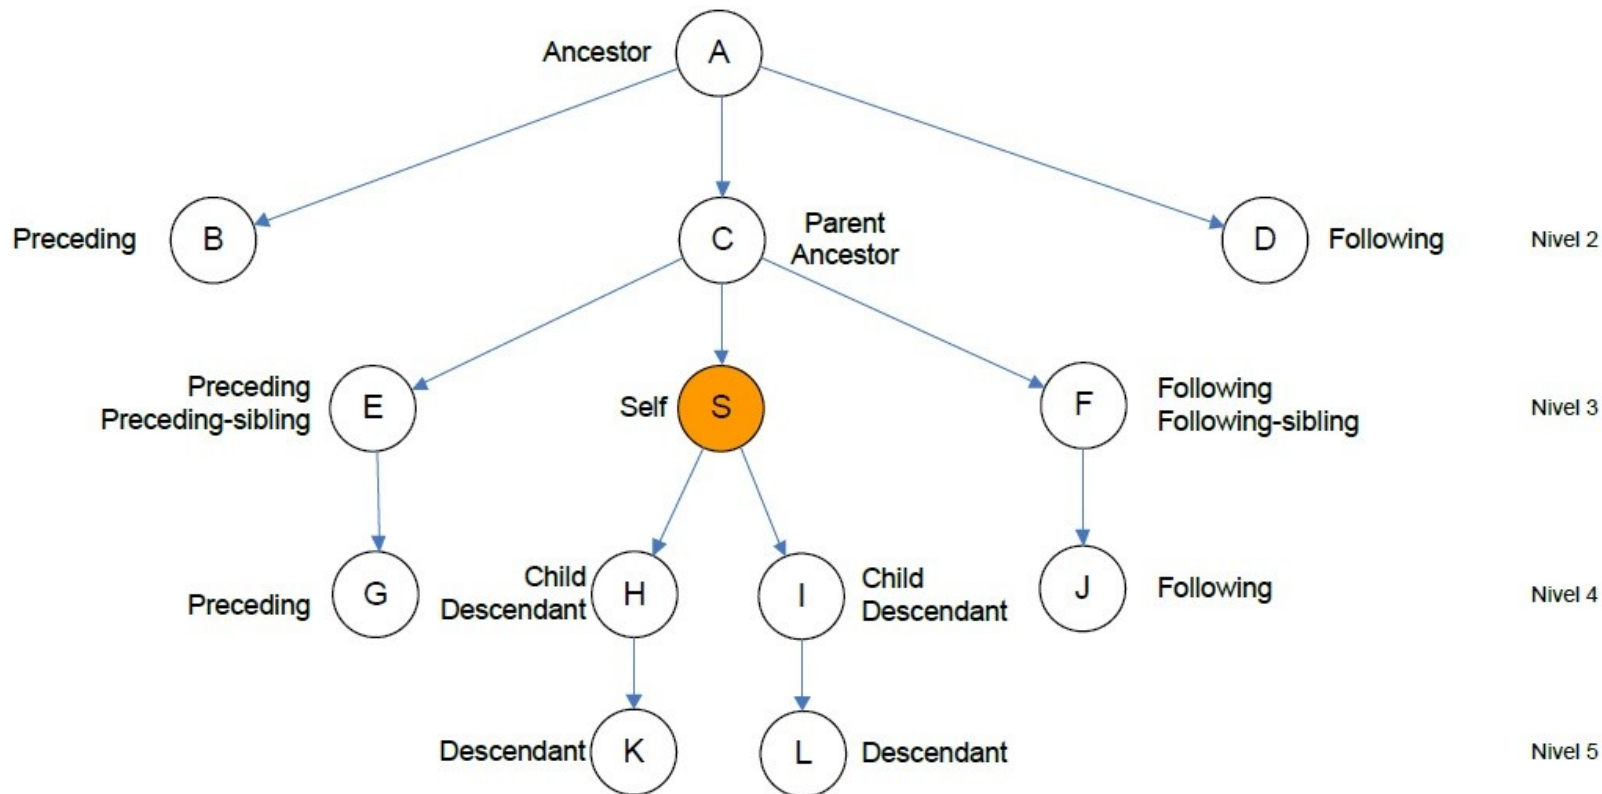 Ancestor
A
Preceding
B
C
Parent
Ancestor
D
Following
Nivel 2
Preceding
Preceding-sibling
E
Self
S
F
Following
Following-sibling
Nivel 3
Preceding
G
Child
Descendant
H
I
Child
Descendant
J
Following
Nivel 4
Descendant
K
L
Descendant
Nivel 5